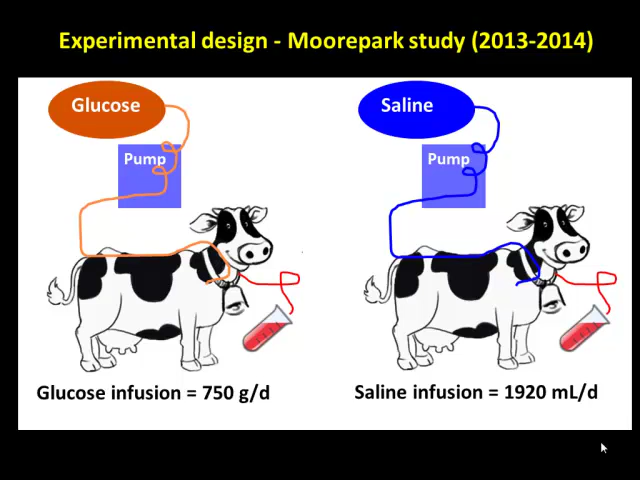 Experimental design - Moorepark study (2013-2014)
Glucose
Saline
Pump
Pump
Glucose infusion = 750 g/d
Saline infusion = 1920 mL/d